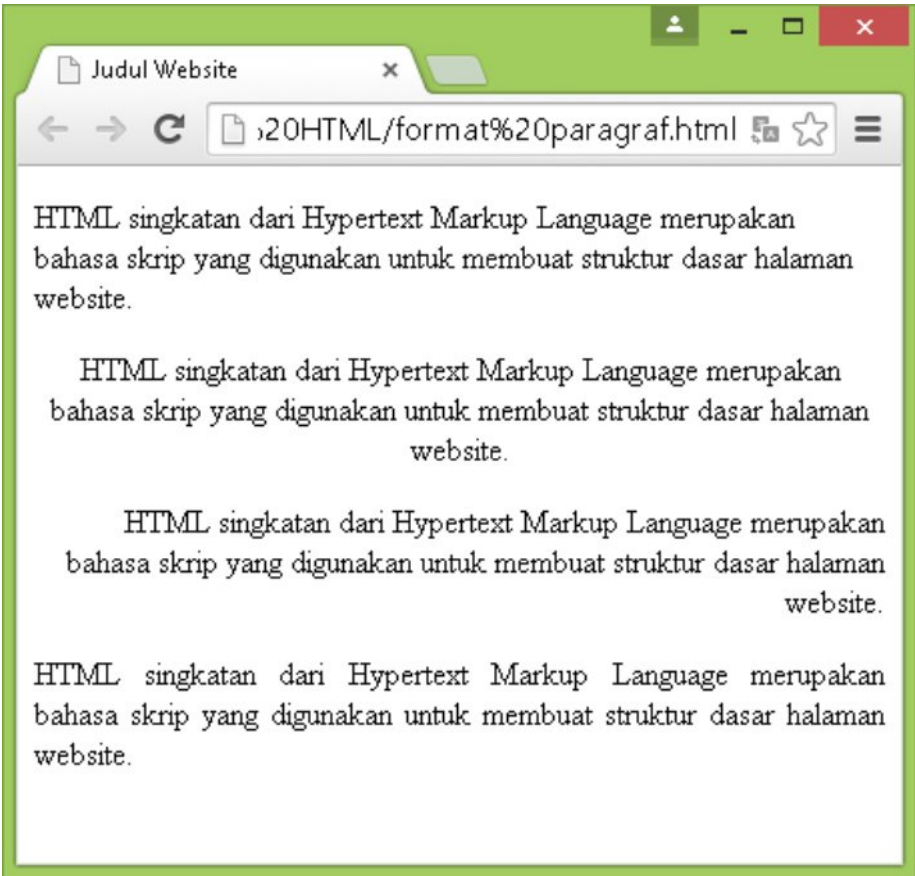 Judul Website
›20HTML/format%20paragraf.html
HTML singkatan dari Hypertext Markup Language merupakan
bahasa skrip yang digunakan untuk membuat struktur dasar halaman
website.
HTML singkatan dari Hypertext Markup Language merupakan
bahasa skrip yang digunakan untuk membuat struktur dasar halaman
website.
HTML singkatan dari Hypertext Markup Language merupakan
bahasa skrip yang digunakan untuk membuat struktur dasar halaman
website.
HTML singkatan dari Hypertext Markup Language merupakan
bahasa skrip yang digunakan untuk membuat struktur dasar halaman
website.